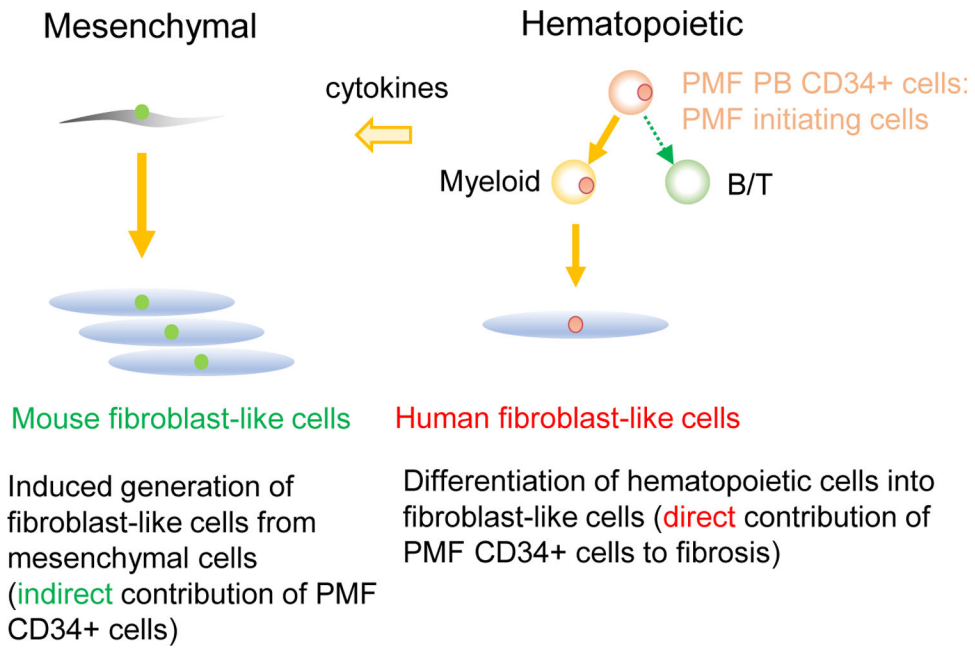 Mesenchymal
Hematopoietic
cytokines
PMF PB CD34+ cells:
PMF initiating cells
Myeloid
B/T
Mouse fibroblast-like cells
Human fibroblast-like cells
Induced generation of
fibroblast-like cells from
mesenchymal cells
(indirect contribution of PMF
CD34+ cells)
Differentiation of hematopoietic cells into
fibroblast-like cells (direct contribution of
PMF CD34+ cells to fibrosis)